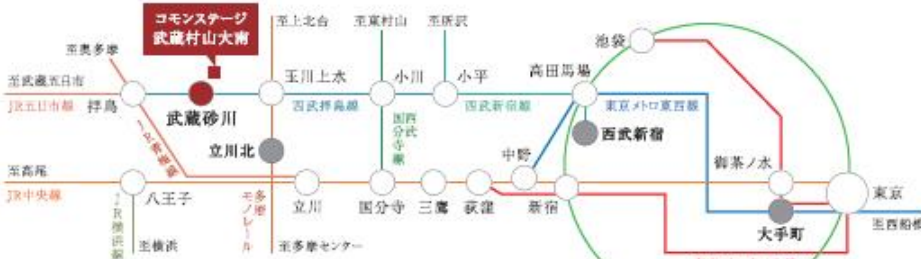 コモンステージ
武蔵村山大南
至上北台
至東村山
至所沢
至奥多摩
池袋
至武蔵五日市
玉川上水
小川
小平
高田馬場
JR五日市線
拝島
武蔵砂川
西武拝島線
西武新宿線
東京メトロ東西線
西武国分寺線
西武新宿
JR青梅線
立川北
中野
御茶ノ水
至高尾
JR中央線
八王子
多摩モノレール
立川
国分寺
三鷹
荻窪
新宿
東京
大手町
至西船橋
JR横浜線
至横浜
至多摩センター